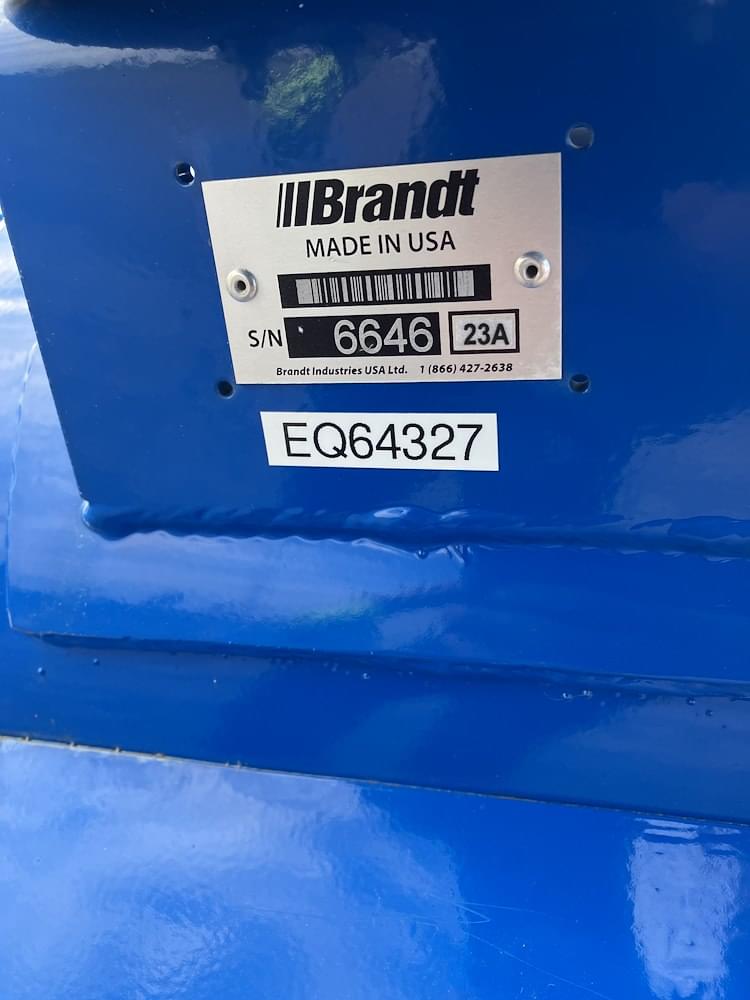 Brandt
MADE IN USA
S/N 6646 23A
Brandt Industries USA Ltd. 1 (866) 427-2638
EQ64327